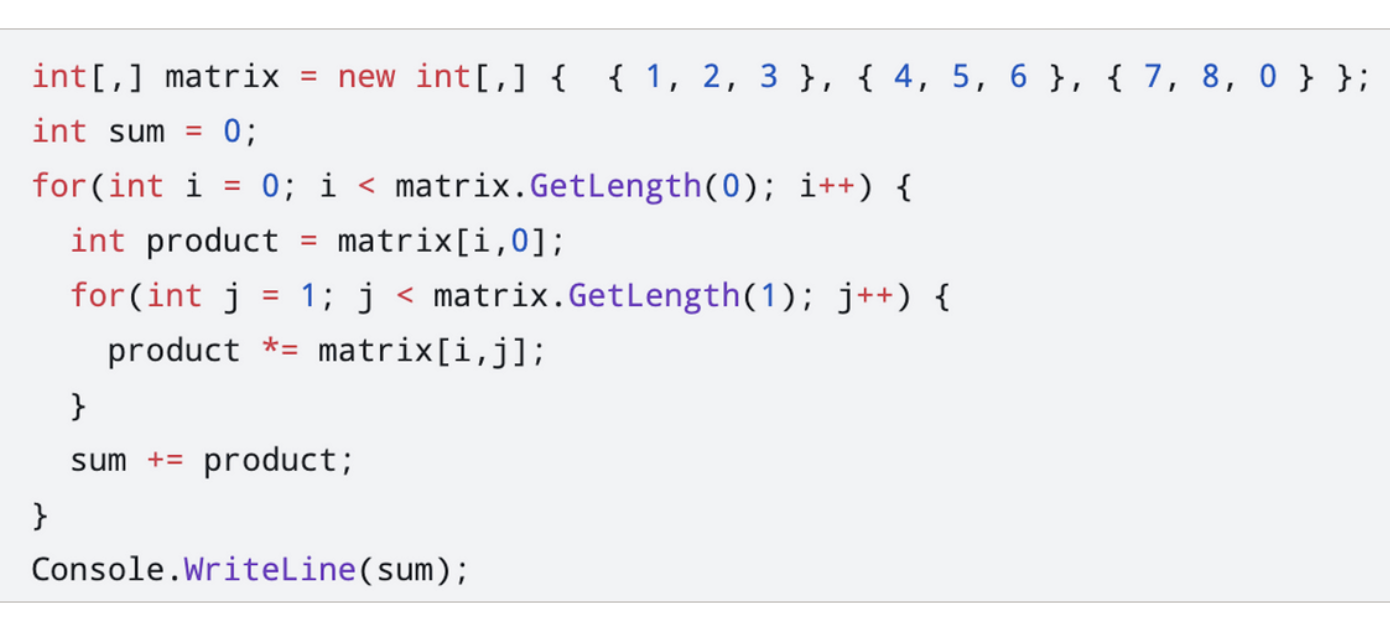 int[,] matrix = new int[,] {  { 1, 2, 3 }, { 4, 5, 6 }, { 7, 8, 0 } };
int sum = 0;
for(int i = 0; i < matrix.GetLength(0); i++) {
  int product = matrix[i,0];
  for(int j = 1; j < matrix.GetLength(1); j++) {
    product *= matrix[i,j];
  }
  sum += product;
}
Console.WriteLine(sum);